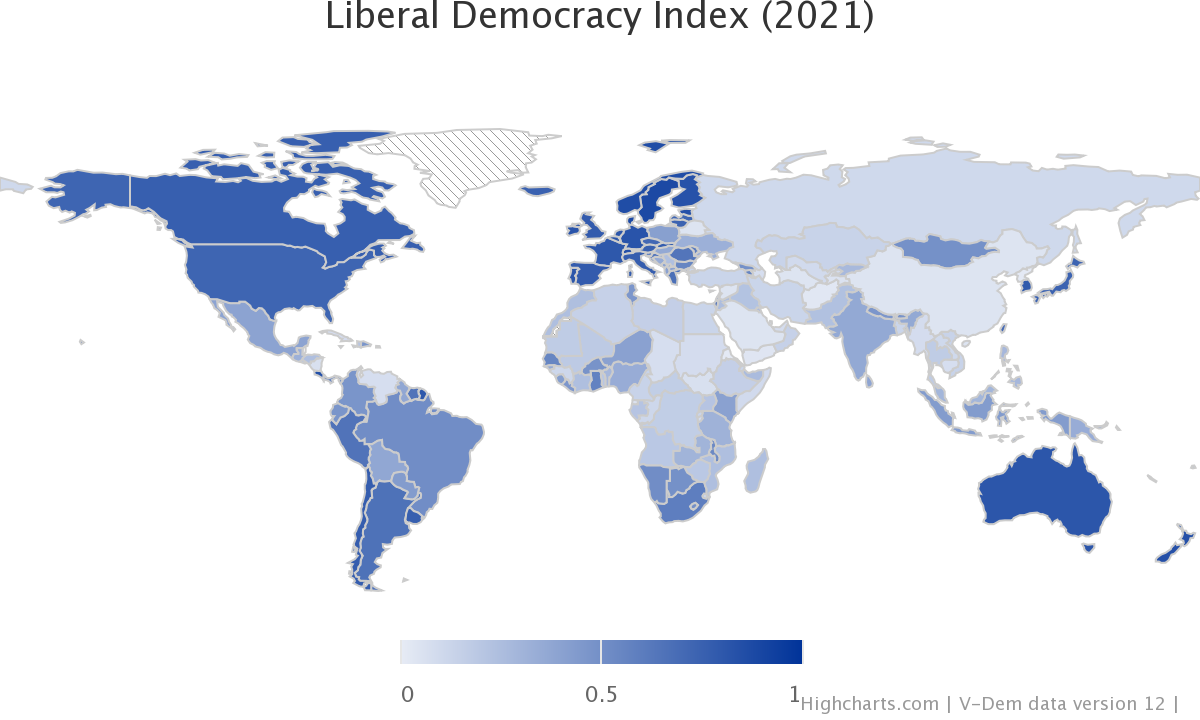 Liberal Democracy Index (2021)
0 0.5 1
Highcharts.com | V-Dem data version 12 |